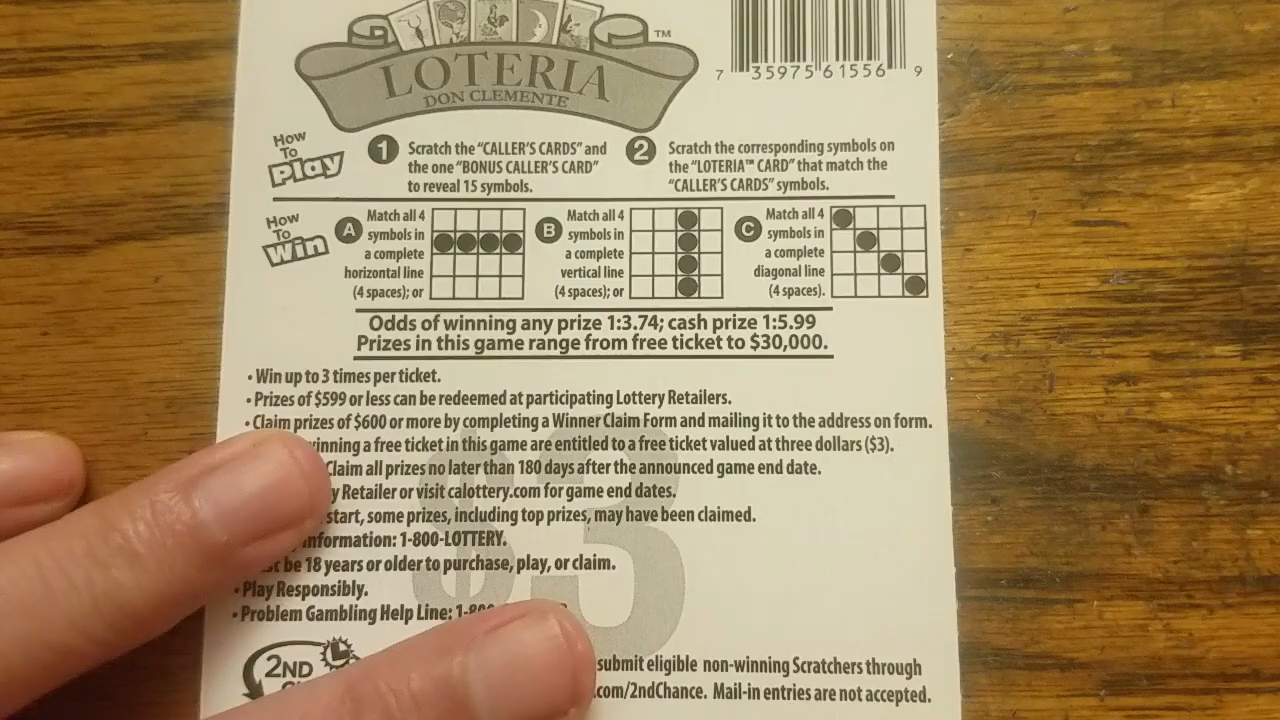 LOTERIA ™
DON CLEMENTE
7 35975 61556 9
How
To
Play
1 Scratch the "CALLER'S CARDS" and
the one "BONUS CALLER'S CARD"
to reveal 15 symbols.
2 Scratch the corresponding symbols on
the "LOTERIA™ CARD" that match the
"CALLER'S CARDS" symbols.
How
To
Win
A Match all 4
symbols in
a complete
horizontal line
(4 spaces); or
B Match all 4
symbols in
a complete
vertical line
(4 spaces); or
C Match all 4
symbols in
a complete
diagonal line
(4 spaces).
Odds of winning any prize 1:3.74; cash prize 1:5.99
Prizes in this game range from free ticket to $30,000.
• Win up to 3 times per ticket.
• Prizes of $599 or less can be redeemed at participating Lottery Retailers.
• Claim prizes of $600 or more by completing a Winner Claim Form and mailing it to the address on form.
winning a free ticket in this game are entitled to a free ticket valued at three dollars ($3).
Claim all prizes no later than 180 days after the announced game end date.
Retailer or visit calottery.com for game end dates.
start, some prizes, including top prizes, may have been claimed.
Information: 1-800-LOTTERY.
be 18 years or older to purchase, play, or claim.
• Play Responsibly.
• Problem Gambling Help Line: 1-800
$3
2ND
submit eligible non-winning Scratchers through
.com/2ndChance. Mail-in entries are not accepted.